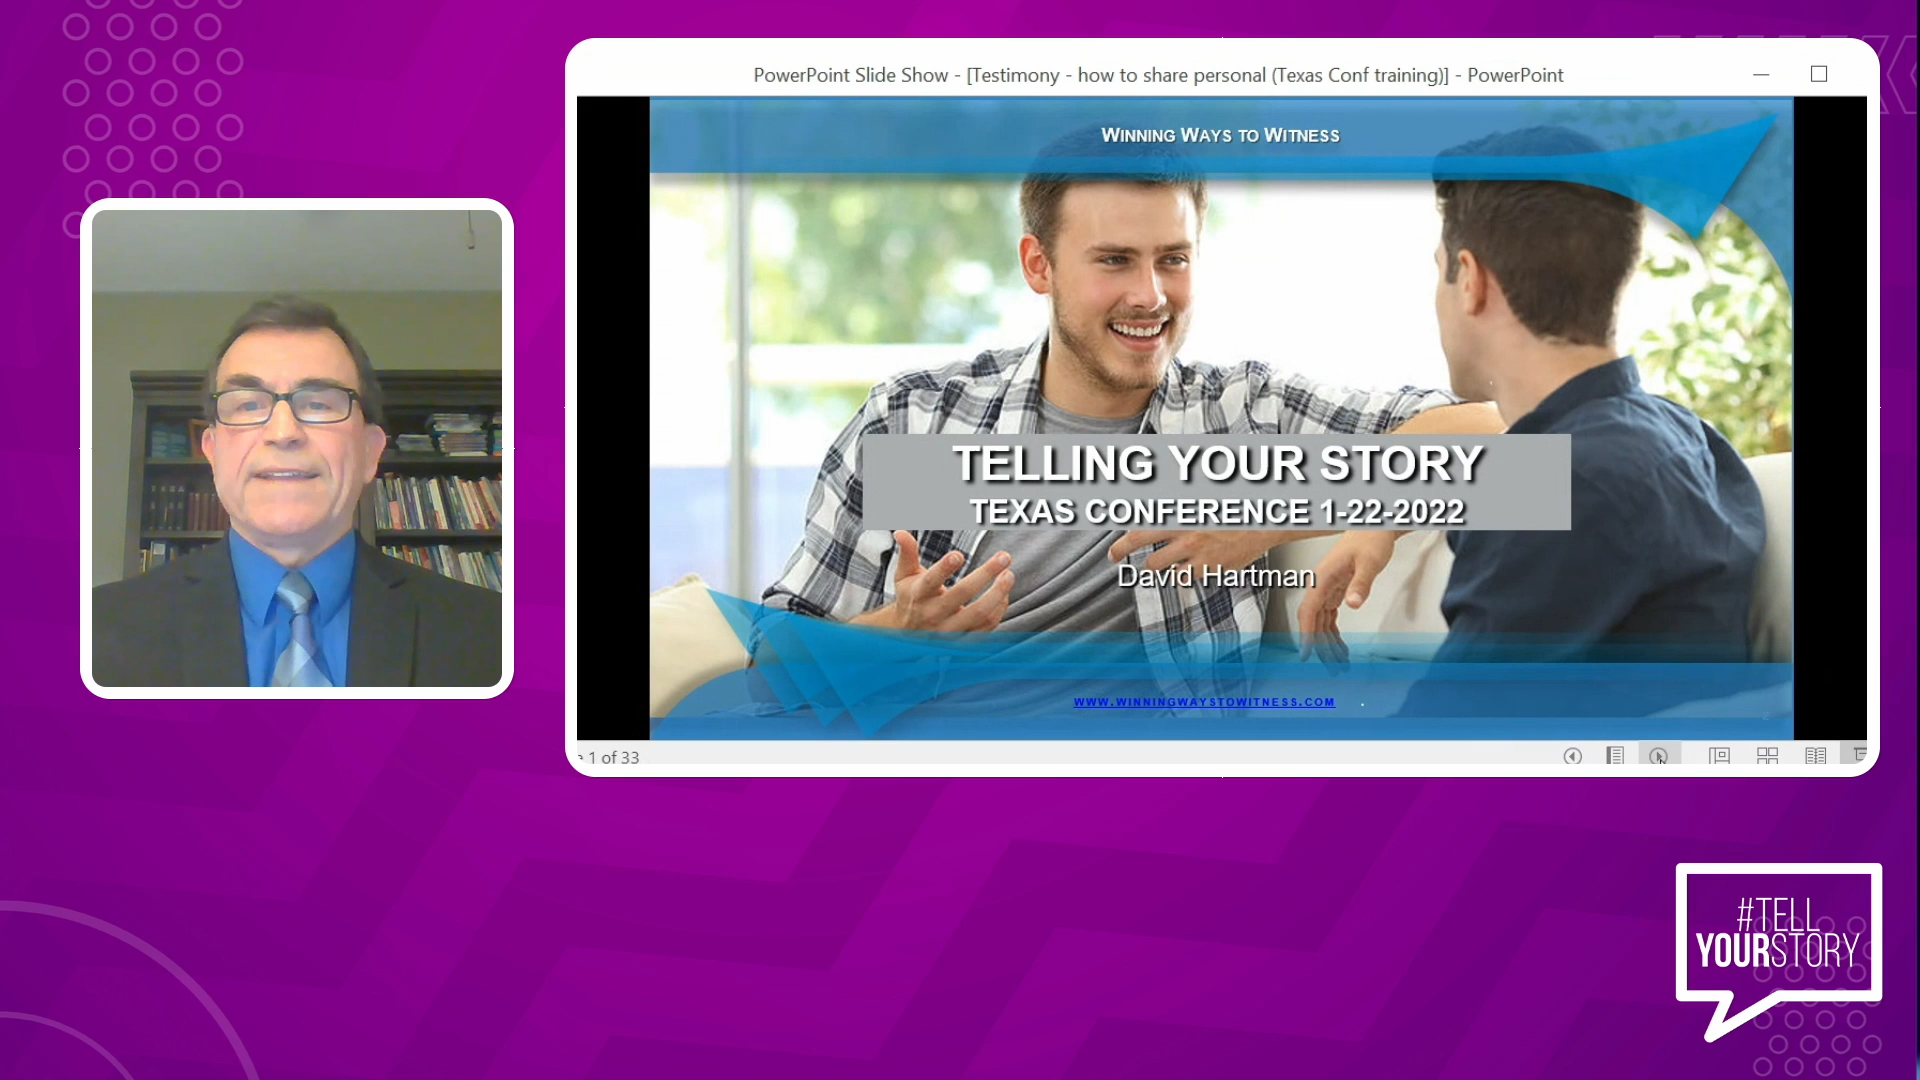 PowerPoint Slide Show - [Testimony - how to share personal (Texas Conf training)] - PowerPoint
WINNING WAYS TO WITNESS
TELLING YOUR STORY
TEXAS CONFERENCE 1-22-2022
David Hartman
WWW.WINNINGWAYSTOWITNESS.COM
1 of 33
#TELL
YOURSTORY